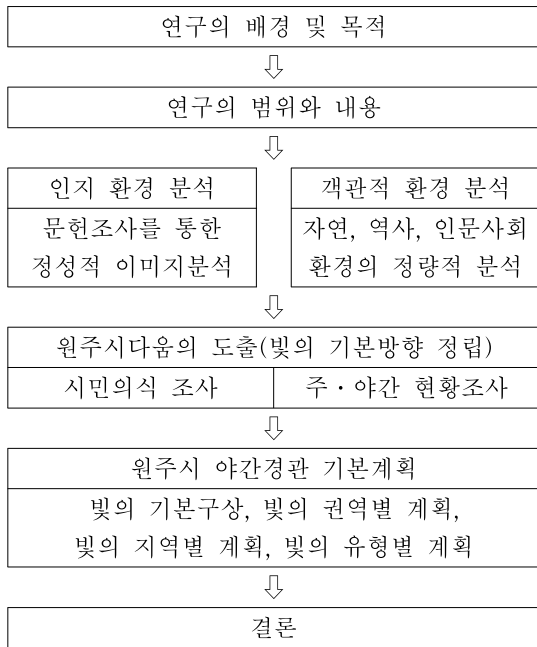 연구의 배경 및 목적
연구의 범위와 내용
인지 환경 분석
문헌조사를 통한
정성적 이미지분석
객관적 환경 분석
자연, 역사, 인문사회
환경의 정량적 분석
원주시다움의 도출(빛의 기본방향 정립)
시민의식 조사
주・야간 현황조사
원주시 야간경관 기본계획
빛의 기본구상, 빛의 권역별 계획,
빛의 지역별 계획, 빛의 유형별 계획
결론